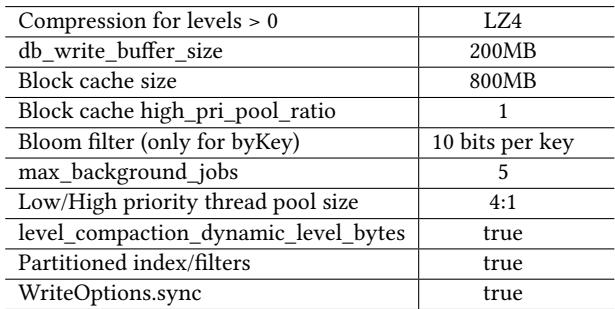 Compression for levels > 0 LZ4
db_write_buffer_size 200MB
Block cache size 800MB
Block cache high_pri_pool_ratio 1
Bloom filter (only for byKey) 10 bits per key
max_background_jobs 5
Low/High priority thread pool size 4:1
level_compaction_dynamic_level_bytes true
Partitioned index/filters true
WriteOptions.sync true